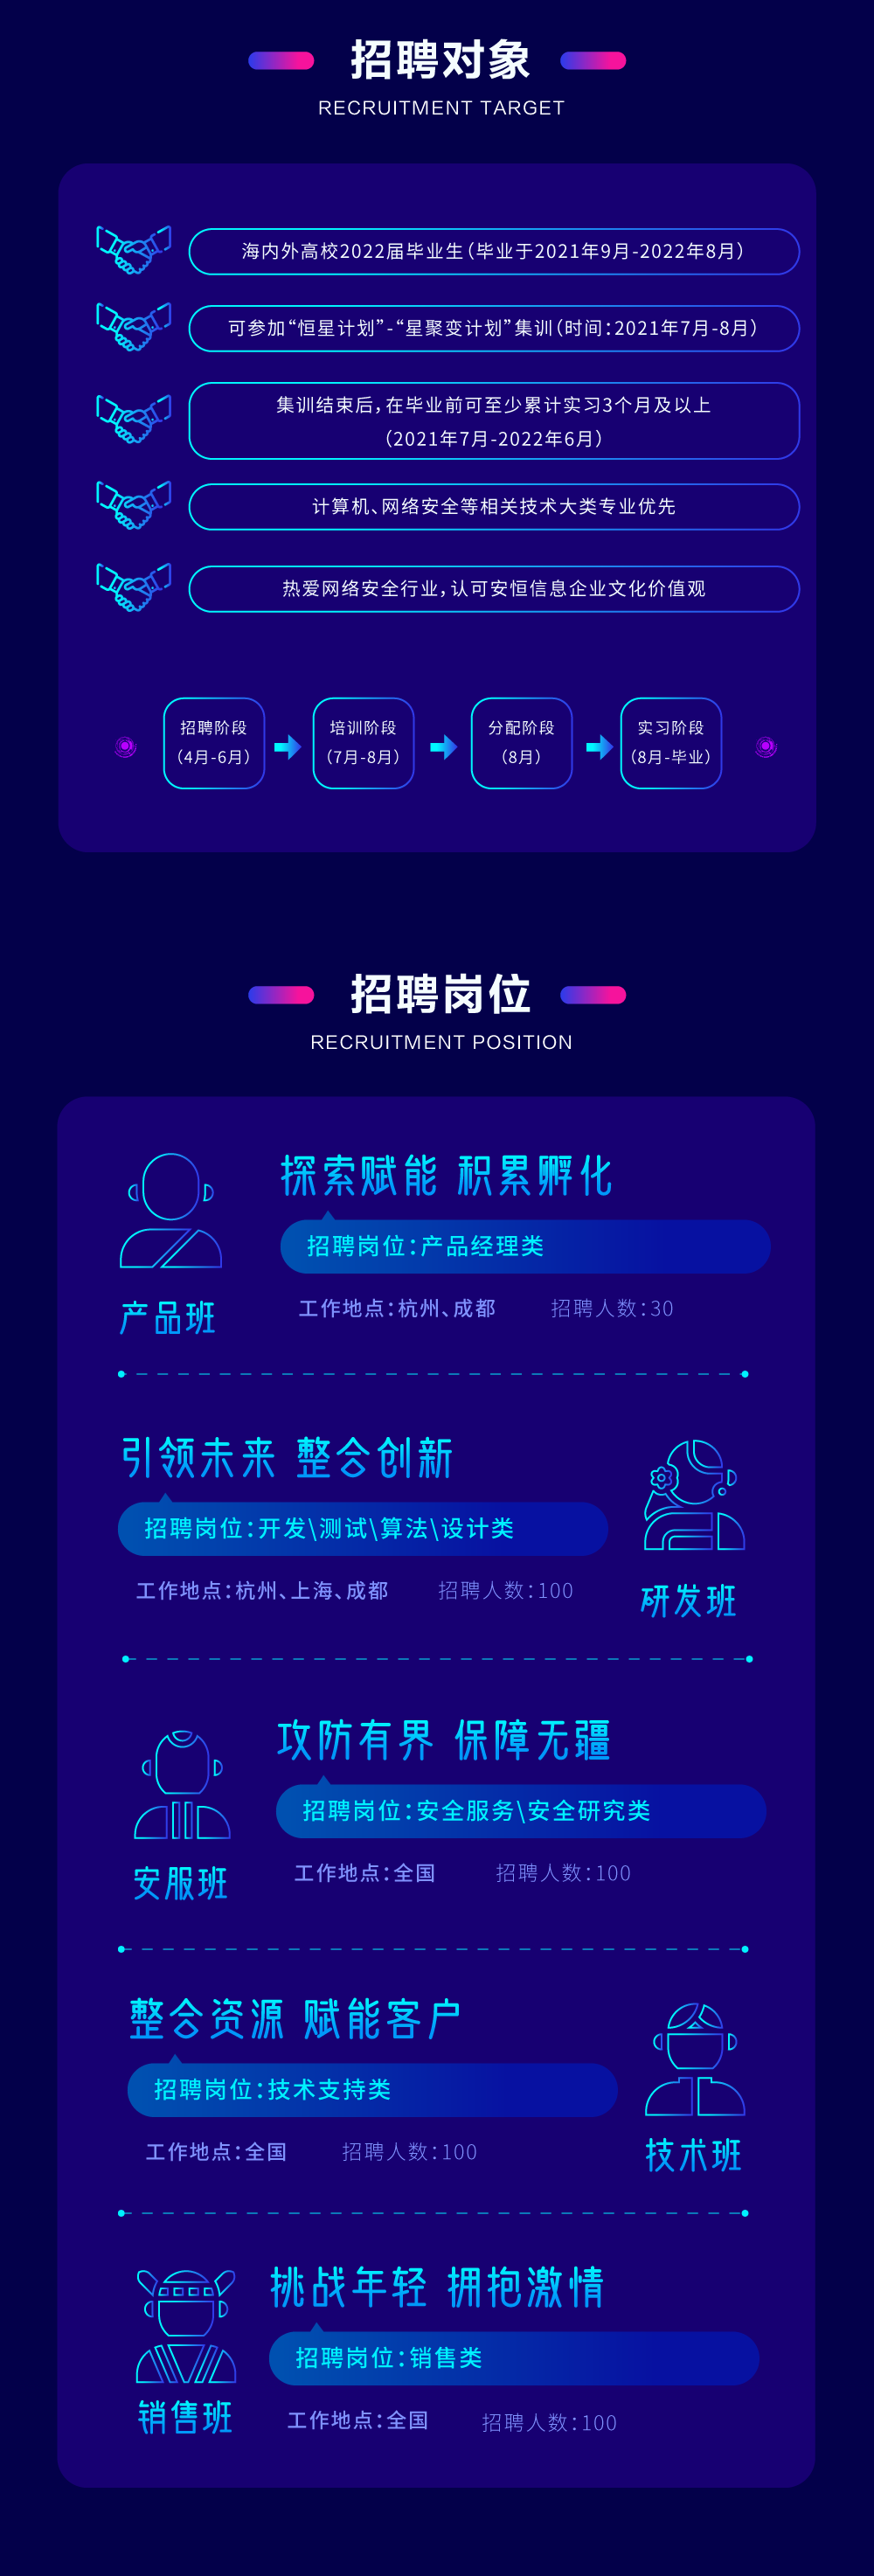 招聘对象
RECRUITMENT TARGET
海内外高校2022届毕业生（毕业于2021年9月-2022年8月）
可参加“恒星计划”-“星聚变计划”集训（时间：2021年7月-8月）
集训结束后，在毕业前可至少累计实习3个月及以上
（2021年7月-2022年6月）
计算机、网络安全等相关技术大类专业优先
热爱网络安全行业，认可安恒信息企业文化价值观
招聘阶段
（4月-6月）
培训阶段
（7月-8月）
分配阶段
（8月）
实习阶段
（8月-毕业）
招聘岗位
RECRUITMENT POSITION
探索赋能 积累孵化
招聘岗位：产品经理类
工作地点：杭州、成都 招聘人数：30
产品班
引领未来 整合创新
招聘岗位：开发\测试\算法\设计类
工作地点：杭州、上海、成都 招聘人数：100
研发班
攻防有界 保障无疆
招聘岗位：安全服务\安全研究类
工作地点：全国 招聘人数：100
安服班
整合资源 赋能客户
招聘岗位：技术支持类
工作地点：全国 招聘人数：100
技术班
挑战年轻 拥抱激情
招聘岗位：销售类
工作地点：全国 招聘人数：100
销售班